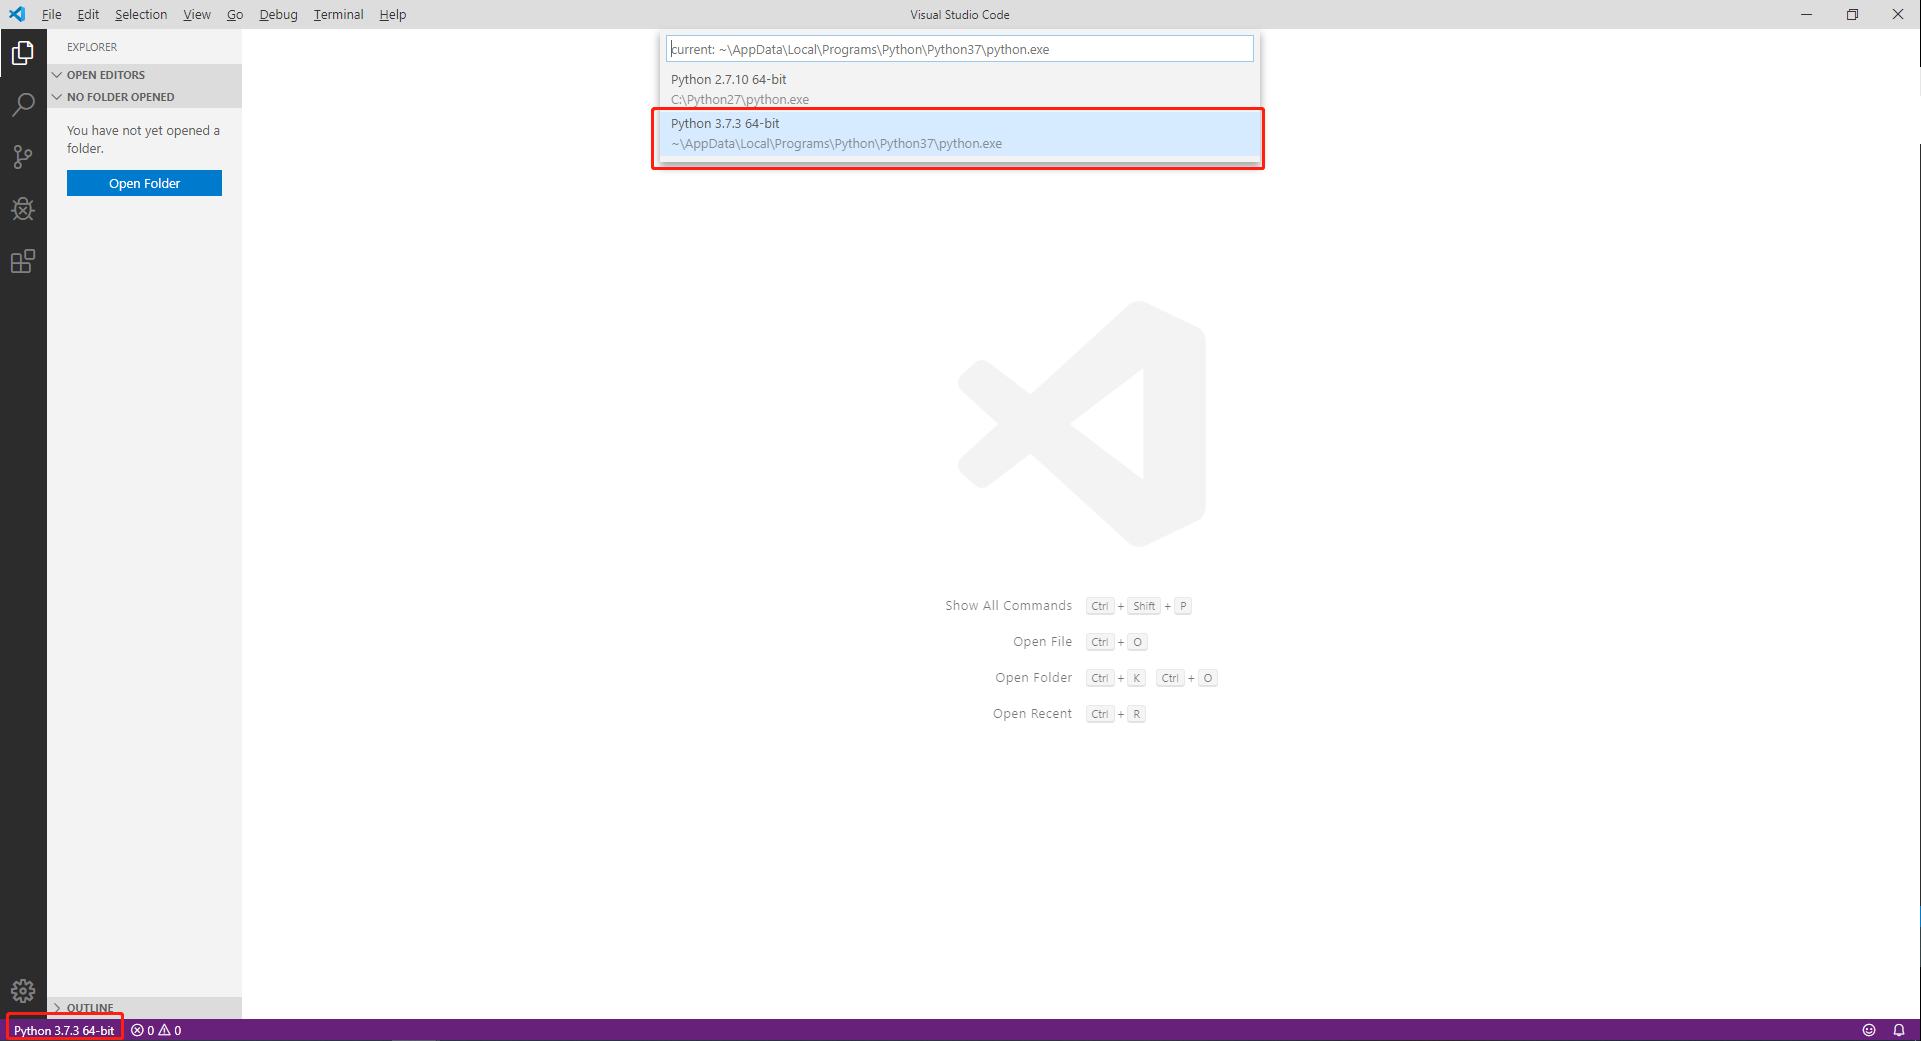 File Edit Selection View Go Debug Terminal Help
Visual Studio Code
EXPLORER
OPEN EDITORS
NO FOLDER OPENED
You have not yet opened a
folder.
Open Folder
current: ~\AppData\Local\Programs\Python\Python37\python.exe
Python 2.7.10 64-bit
C:\Python27\python.exe
Python 3.7.3 64-bit
~\AppData\Local\Programs\Python\Python37\python.exe
Show All Commands Ctrl + Shift + P
Open File Ctrl + O
Open Folder Ctrl + K Ctrl + O
Open Recent Ctrl + R
OUTLINE
Python 3.7.3 64-bit 0 0